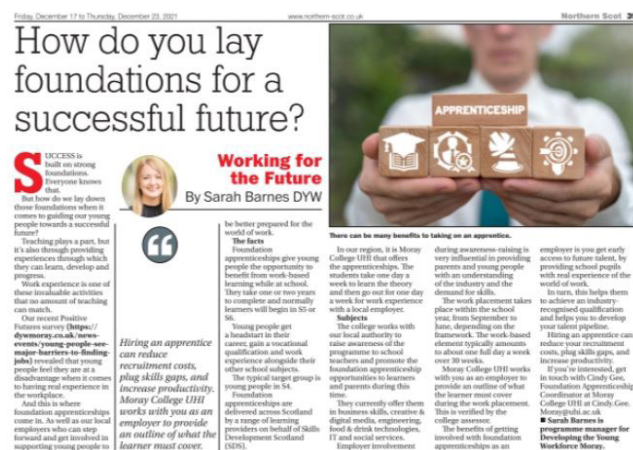 Friday, December 17 to Thursday, December 23, 2021
www.northern-scot.co.uk
Northern Scot
How do you lay
foundations for a
successful future?
SUCCESS is
built on strong
foundations.
Everyone knows
that.
But how do we lay down
those foundations when it
comes to guiding our young
people towards a successful
future?
Teaching plays a part, but
it's also through providing
experiences through which
they can learn, develop and
progress.
Work experience is one of
these invaluable activities
that no amount of teaching
can match.
Our recent Positive
Futures survey (https://
dywmoray.co.uk/news-
events/young-people-see-
major-barriers-to-finding-
jobs) revealed that young
people feel they are at a
disadvantage when it comes
to having real experience in
the workplace.
And this is where
foundation apprenticeships
come in. As well as our local
employers who can step
forward and get involved in
supporting young people to
Working for
the Future
By Sarah Barnes DYW
Hiring an apprentice
can reduce
recruitment costs,
plug skills gaps, and
increase productivity.
Moray College UHI
works with you as an
employer to provide
an outline of what the
learner must cover.
be better prepared for the
world of work.
The facts
Foundation
apprenticeships give young
people the opportunity to
benefit from work-based
learning while at school.
They take one or two years
to complete and normally
learners will begin in S5 or
S6.
Young people get
a headstart in their
career, gain a vocational
qualification and work
experience alongside their
other school subjects.
The typical target group is
young people in S4.
Foundation
apprenticeships are
delivered across Scotland
by a range of learning
providers on behalf of Skills
Development Scotland
(SDS).
APPRENTICESHIP
There can be many benefits to taking on an apprentice.
In our region, it is Moray
College UHI that offers
the apprenticeships. The
students take one day a
week to learn the theory
and then go out for one day
a week for work experience
with a local employer.
Subjects
The college works with
our local authority to
raise awareness of the
programme to school
teachers and promote the
foundation apprenticeship
opportunities to learners
and parents during this
time.
They currently offer them
in business skills, creative &
digital media, engineering,
food & drink technologies,
IT and social services.
Employer involvement
during awareness-raising is
very influential in providing
parents and young people
with an understanding
of the industry and the
demand for skills.
The work placement takes
place within the school
year, from September to
June, depending on the
framework. The work-based
element typically amounts
to about one full day a week
over 30 weeks.
Moray College UHI works
with you as an employer to
provide an outline of what
the learner must cover
during the work placement.
This is verified by the
college assessor.
The benefits of getting
involved with foundation
apprenticeships as an
employer is you get early
access to future talent, by
providing school pupils
with real experience of the
world of work.
In turn, this helps them
to achieve an industry-
recognised qualification
and helps you to develop
your talent pipeline.
Hiring an apprentice can
reduce your recruitment
costs, plug skills gaps, and
increase productivity.
If you're interested, get
in touch with Cindy Gee,
Foundation Apprenticeship
Coordinator at Moray
College UHI at Cindy.Gee.
Moray@uhi.ac.uk
■ Sarah Barnes is
programme manager for
Developing the Young
Workforce Moray.